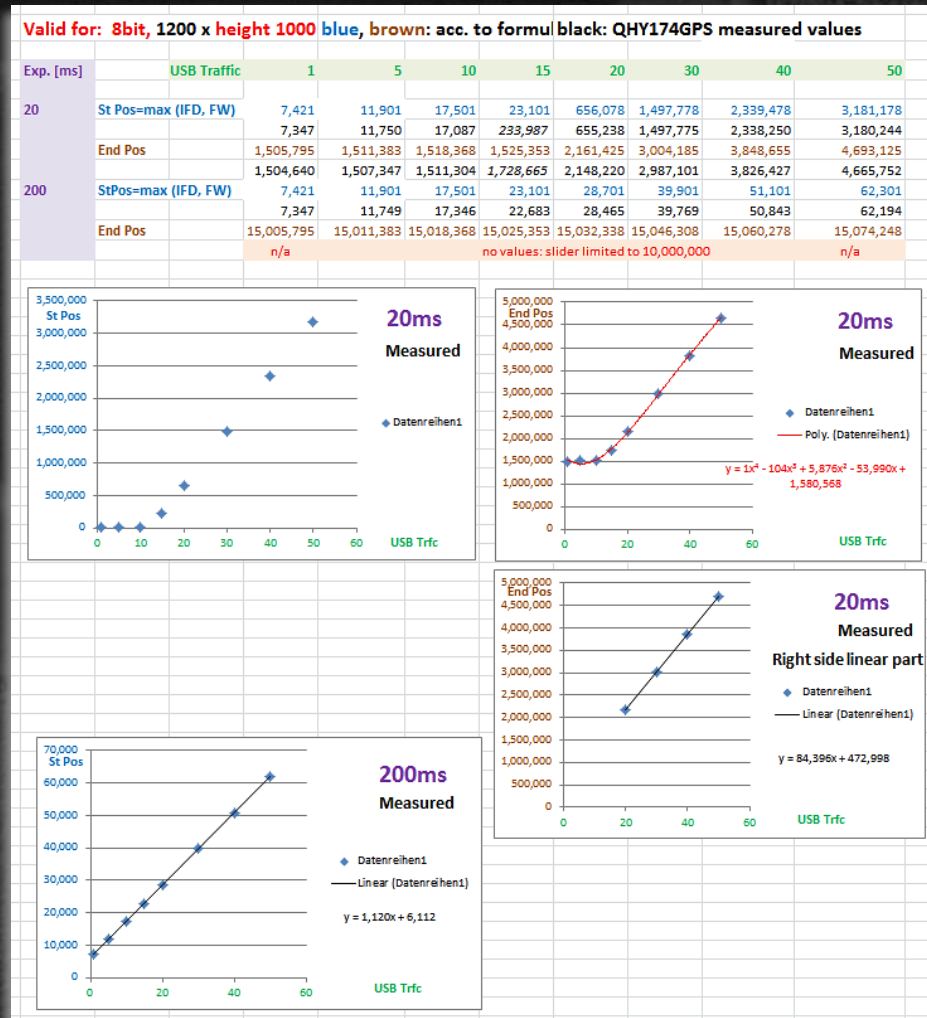 Valid for: 8bit, 1200 x height 1000 blue, brown: acc. to formul black: QHY174GPS measured values
Exp. [ms] USB Traffic 1 5 10 15 20 30 40 50
20 St Pos=max (IFD, FW) 7,421 11,901 17,501 23,101 656,078 1,497,778 2,339,478 3,181,178
7,347 11,750 17,087 233,987 655,238 1,497,775 2,338,250 3,180,244
End Pos 1,505,795 1,511,383 1,518,368 1,525,353 2,161,425 3,004,185 3,848,655 4,693,125
1,504,640 1,507,347 1,511,304 1,728,665 2,148,220 2,987,101 3,826,427 4,665,752
200 StPos=max (IFD, FW) 7,421 11,901 17,501 23,101 28,701 39,901 51,101 62,301
7,347 11,749 17,346 22,683 28,465 39,769 50,843 62,194
End Pos 15,005,795 15,011,383 15,018,368 15,025,353 15,032,338 15,046,308 15,060,278 15,074,248
n/a no values: slider limited to 10,000,000 n/a
3,500,000
St Pos
3,000,000
2,500,000
2,000,000
1,500,000
1,000,000
500,000
0
0 10 20 30 40 50 60
USB Trfc
20ms
Measured
Datenreihen1
5,000,000
End Pos
4,500,000
4,000,000
3,500,000
3,000,000
2,500,000
2,000,000
1,500,000
1,000,000
500,000
0
0 20 40 60
USB Trfc
20ms
Measured
Datenreihen1
Poly. (Datenreihen1)
y = 1x⁴ - 104x³ + 5,876x² - 53,990x +
1,580,568
5,000,000
End Pos
4,500,000
4,000,000
3,500,000
3,000,000
2,500,000
2,000,000
1,500,000
1,000,000
500,000
0
0 20 40 60
USB Trfc
20ms
Measured
Right side linear part
Datenreihen1
Linear (Datenreihen1)
y = 84,396x + 472,998
70,000
St Pos
60,000
50,000
40,000
30,000
20,000
10,000
0
0 20 40 60
USB Trfc
200ms
Measured
Datenreihen1
Linear (Datenreihen1)
y = 1,120x + 6,112